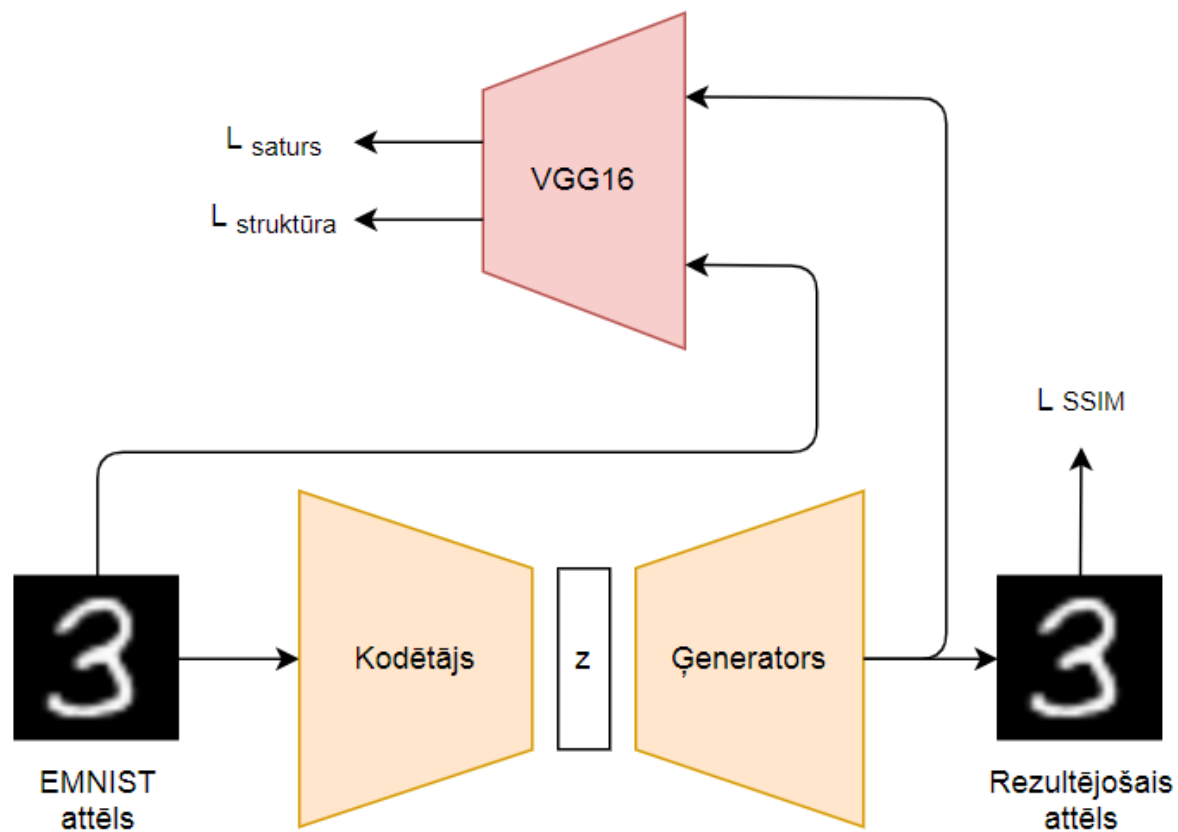 VGG16
L saturs
L struktūra
L SSIM
3
Kodētājs
z
Ģenerators
3
EMNIST
attēls
Rezultējošais
attēls